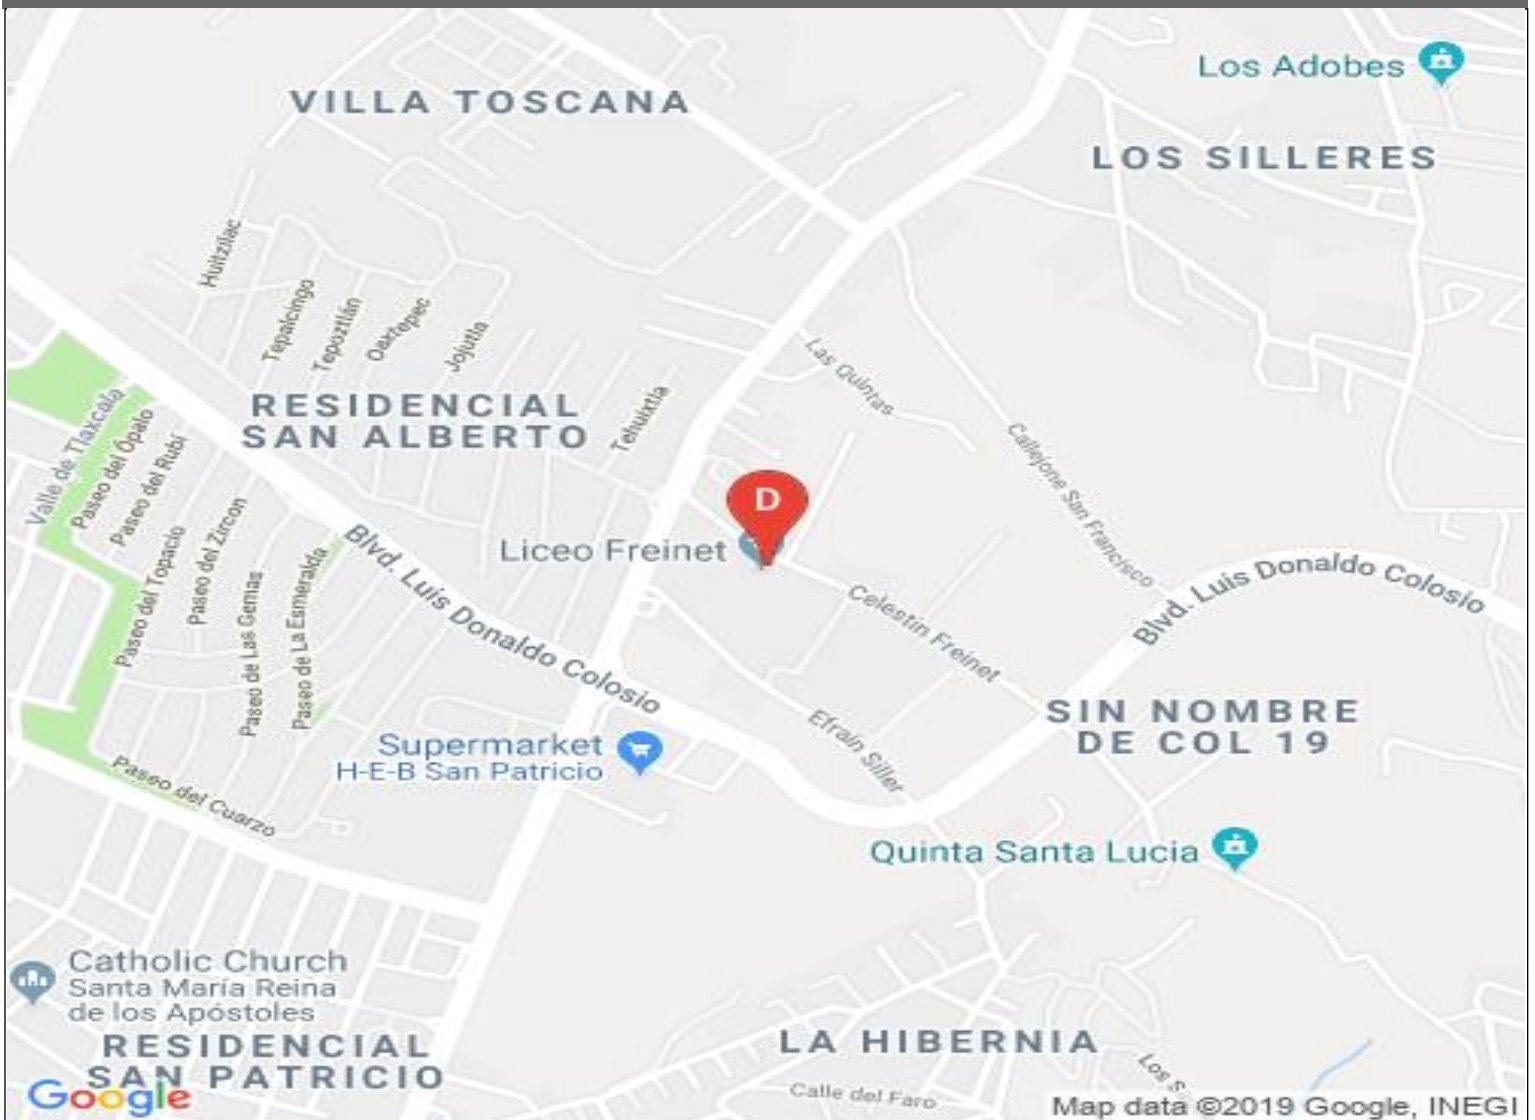 Los Adobes
VILLA TOSCANA
LOS SILLERES
Huitzilac
Tepalcingo
Tepoztlán
Oaxtepec
Jojutla
Las Quintas
Tehuixtla
RESIDENCIAL
SAN ALBERTO
Valle de Tlaxcala
Paseo del Ópalo
Paseo del Rubí
Callejone San Francisco
D
Paseo del Topacio
Paseo del Zircon
Paseo de Las Gemas
Paseo de La Esmeralda
Blvd. Luis Donaldo Colosio
Liceo Freinet
Celestin Freinet
Blvd. Luis Donaldo Colosio
SIN NOMBRE
DE COL 19
Efraín Siller
Supermarket
H-E-B San Patricio
Paseo del Cuarzo
Quinta Santa Lucia
Catholic Church
Santa María Reina
de los Apóstoles
RESIDENCIAL
SAN PATRICIO
LA HIBERNIA
Los S
Calle del Faro
Google
Map data ©2019 Google, INEGI